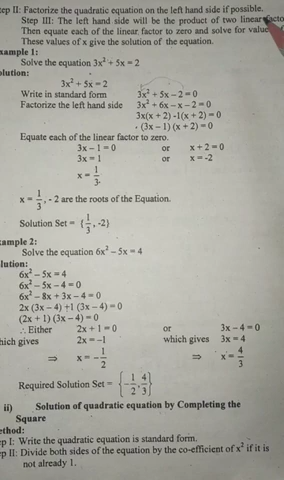 ep II: Factorize the quadratic equation on the left hand side if possible.
Step III: The left hand side will be the product of two linear facto
Then equate each of the linear factor to zero and solve for value
These values of x give the solution of the equation.
xample 1:
Solve the equation 3x² + 5x = 2
olution:
3x² + 5x = 2
Write in standard form 3x² + 5x – 2 = 0
Factorize the left hand side 3x² + 6x – x – 2 = 0
3x(x + 2) -1(x + 2) = 0
(3x – 1) (x + 2) = 0
Equate each of the linear factor to zero.
3x – 1 = 0 or x + 2 = 0
3x = 1 or x = -2
x = 1/3
x = 1/3, - 2 are the roots of the Equation.
Solution Set = {1/3, -2}
xample 2:
Solve the equation 6x² – 5x = 4
lution:
6x² – 5x = 4
6x² – 5x – 4 = 0
6x² – 8x + 3x – 4 = 0
2x (3x – 4) +1 (3x – 4) = 0
(2x + 1) (3x – 4) = 0
∴ Either 2x + 1 = 0 or 3x – 4 = 0
hich gives 2x = –1 which gives 3x = 4
⇒ x = – 1/2 ⇒ x = 4/3
Required Solution Set = {– 1/2, 4/3}
ii) Solution of quadratic equation by Completing the
Square
ethod:
ep I: Write the quadratic equation is standard form.
ep II: Divide both sides of the equation by the co-efficient of x² if it is
not already 1.